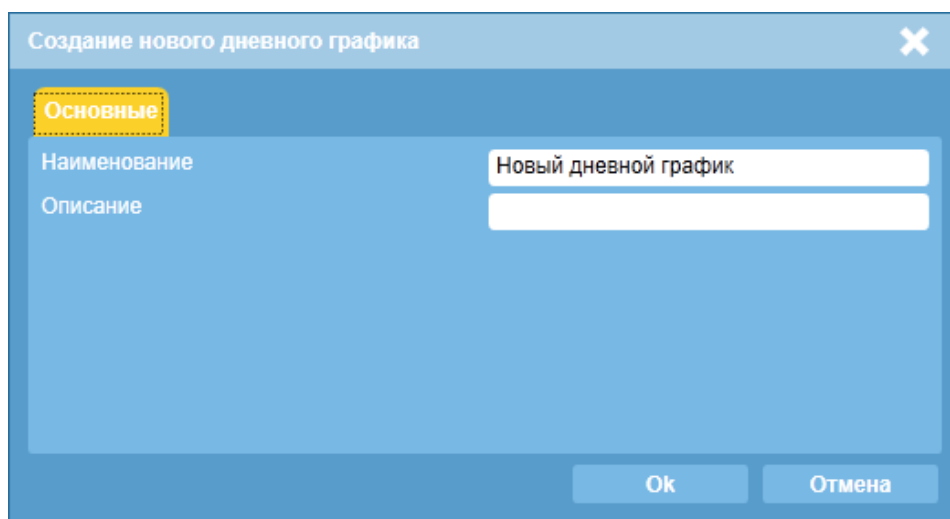 Создание нового дневного графика
Основные
Наименование
Новый дневной график
Описание
Ok
Отмена